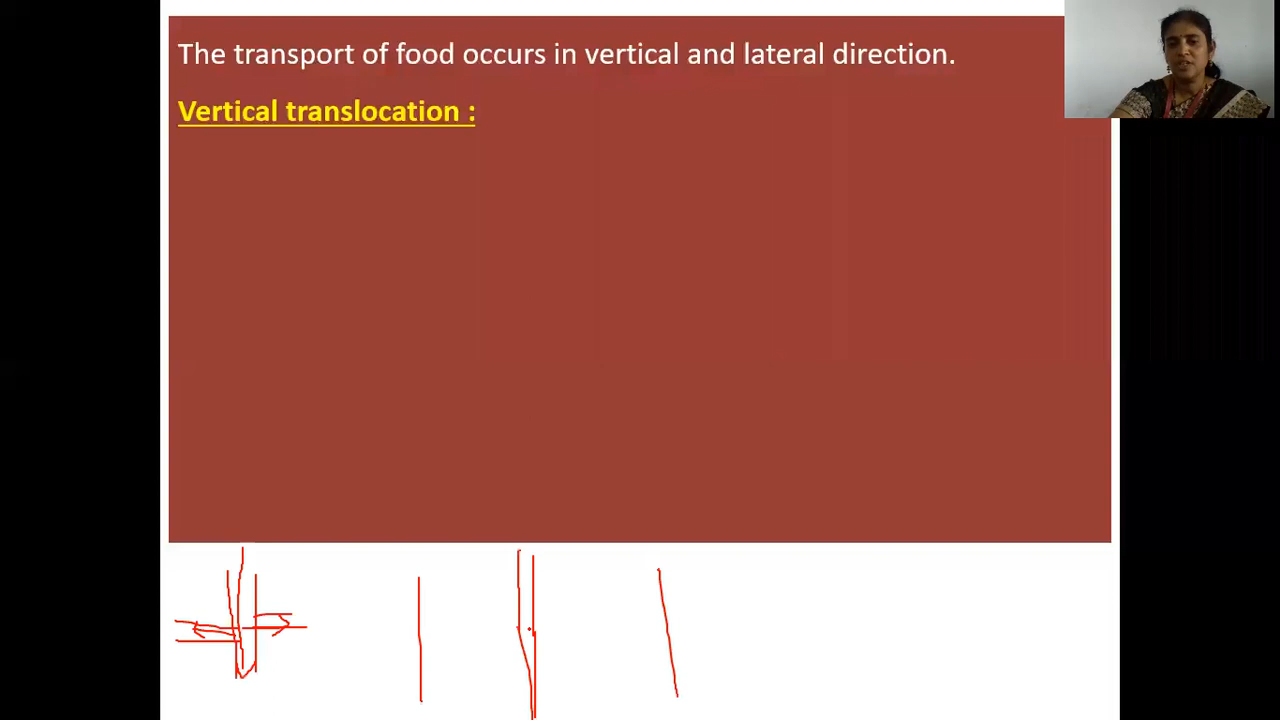 The transport of food occurs in vertical and lateral direction.
Vertical translocation :